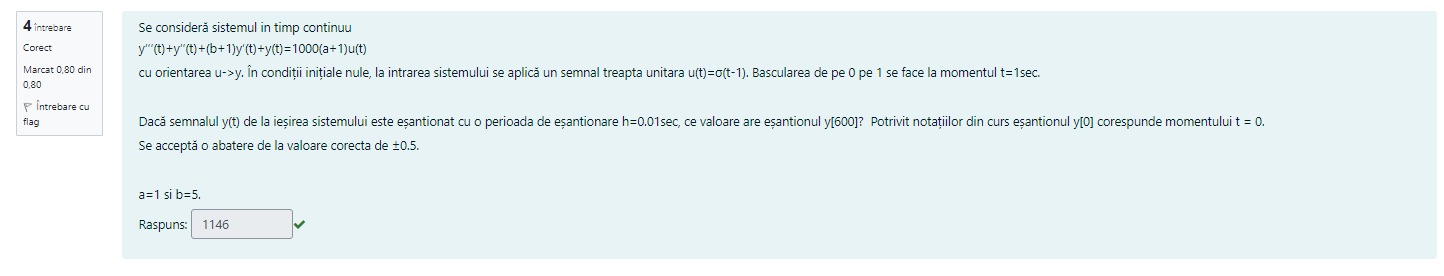 4 întrebare
Corect
Marcat 0,80 din
0,80
Întrebare cu
flag
Se consideră sistemul in timp continuu
y'''(t)+y''(t)+(b+1)y'(t)+y(t)=1000(a+1)u(t)
cu orientarea u->y. În condiții inițiale nule, la intrarea sistemului se aplică un semnal treapta unitara u(t)=σ(t-1). Bascularea de pe 0 pe 1 se face la momentul t=1sec.
Dacă semnalul y(t) de la ieșirea sistemului este eșantionat cu o perioada de eșantionare h=0.01sec, ce valoare are eșantionul y[600]? Potrivit notațiilor din curs eșantionul y[0] corespunde momentului t = 0.
Se acceptă o abatere de la valoare corecta de ±0.5.
a=1 si b=5.
Raspuns: 1146